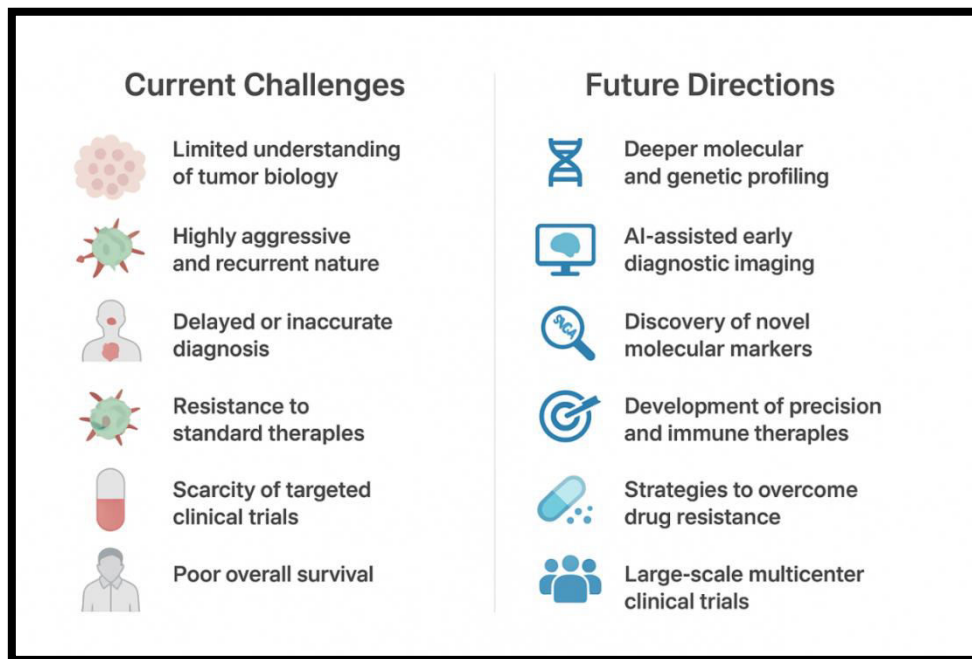 Current Challenges
Limited understanding
of tumor biology
Highly aggressive
and recurrent nature
Delayed or inaccurate
diagnosis
Resistance to
standard theraples
Scarcity of targeted
clinical trials
Poor overall survival
Future Directions
Deeper molecular
and genetic profiling
AI-assisted early
diagnostic imaging
Discovery of novel
molecular markers
Development of precision
and immune theraples
Strategies to overcome
drug resistance
Large-scale multicenter
clinical trials